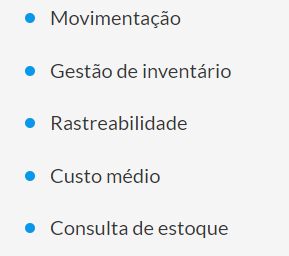 Movimentação
Gestão de inventário
Rastreabilidade
Custo médio
Consulta de estoque